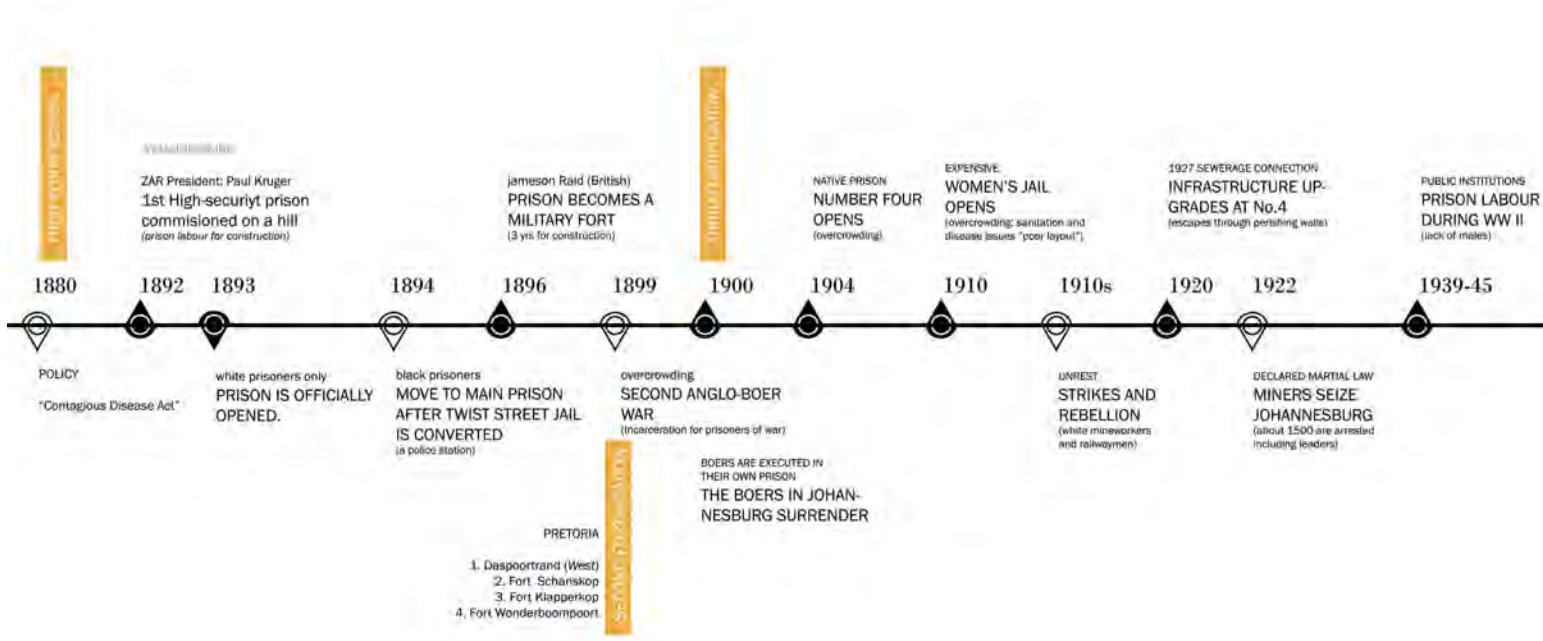 ZAR President: Paul Kruger
1st High-securiyt prison
commisioned on a hill
(prison labour for construction)
jameson Raid (British)
PRISON BECOMES A
MILITARY FORT
(3 yrs for construction)
NATIVE PRISON
NUMBER FOUR
OPENS
(overcrowding)
EXPENSIVE
WOMEN'S JAIL
OPENS
(overcrowding; sanitation and
disease issues "poor layout")
1927 SEWERAGE CONNECTION
INFRASTRUCTURE UP-
GRADES AT No.4
(escapes through perishing walls)
PUBLIC INSTITUTIONS
PRISON LABOUR
DURING WW II
(lack of males)
1880
1892
1893
1894
1896
1899
1900
1904
1910
1910s
1920
1922
1939-45
POLICY
"Contagious Disease Act"
white prisoners only
PRISON IS OFFICIALLY
OPENED.
black prisoners
MOVE TO MAIN PRISON
AFTER TWIST STREET JAIL
IS CONVERTED
(a police station)
overcrowding
SECOND ANGLO-BOER
WAR
(Incarceration for prisoners of war)
BOERS ARE EXECUTED IN
THEIR OWN PRISON
THE BOERS IN JOHAN-
NESBURG SURRENDER
UNREST
STRIKES AND
REBELLION
(white mineworkers
and railwaymen)
DECLARED MARTIAL LAW
MINERS SEIZE
JOHANNESBURG
(about 1500 are arrested
including leaders)
PRETORIA
1. Daspoortrand (West)
2. Fort Schanskop
3. Fort Klapperkop
4. Fort Wonderboompoort